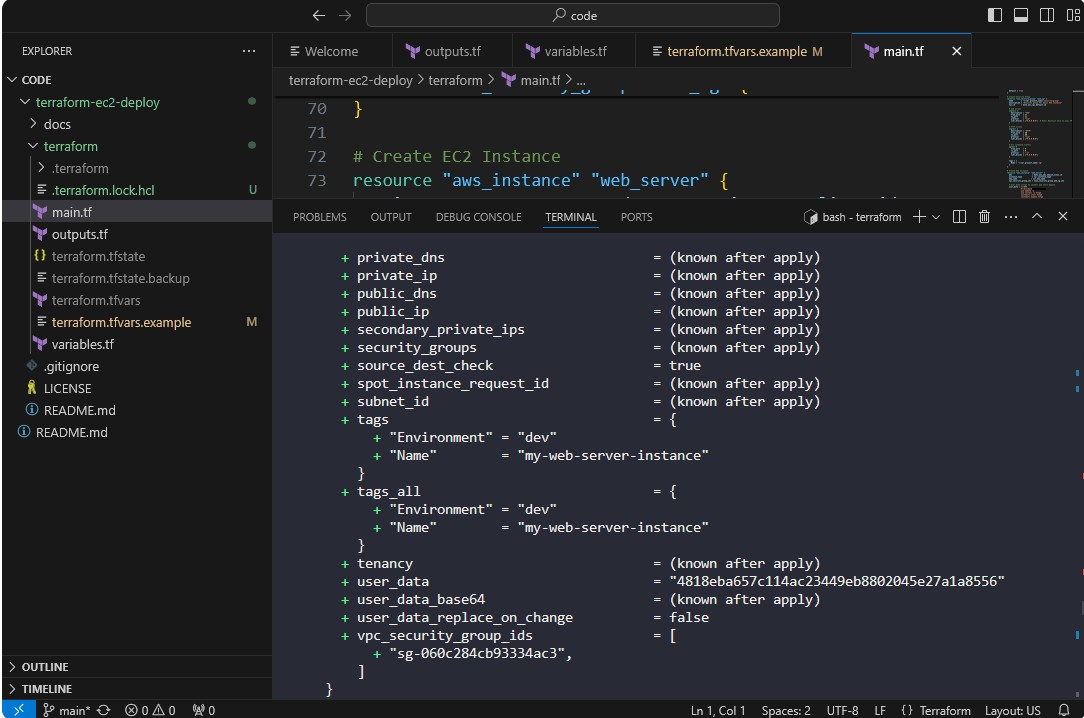 code
EXPLORER
CODE
terraform-ec2-deploy
docs
terraform
.terraform
.terraform.lock.hcl U
main.tf
outputs.tf
terraform.tfstate
terraform.tfstate.backup
terraform.tfvars
terraform.tfvars.example M
variables.tf
.gitignore
LICENSE
README.md
README.md
OUTLINE
TIMELINE
Welcome outputs.tf variables.tf terraform.tfvars.example M main.tf
terraform-ec2-deploy > terraform > main.tf > ...
70 }
71
72 # Create EC2 Instance
73 resource "aws_instance" "web_server" {
PROBLEMS OUTPUT DEBUG CONSOLE TERMINAL PORTS bash - terraform
+ private_dns = (known after apply)
+ private_ip = (known after apply)
+ public_dns = (known after apply)
+ public_ip = (known after apply)
+ secondary_private_ips = (known after apply)
+ security_groups = (known after apply)
+ source_dest_check = true
+ spot_instance_request_id = (known after apply)
+ subnet_id = (known after apply)
+ tags = {
+ "Environment" = "dev"
+ "Name" = "my-web-server-instance"
}
+ tags_all = {
+ "Environment" = "dev"
+ "Name" = "my-web-server-instance"
}
+ tenancy = (known after apply)
+ user_data = "4818eba657c114ac23449eb8802045e27a1a8556"
+ user_data_base64 = (known after apply)
+ user_data_replace_on_change = false
+ vpc_security_group_ids = [
+ "sg-060c284cb93334ac3",
]
}
main* 0 0 0 Ln 1, Col 1 Spaces: 2 UTF-8 LF {} Terraform Layout: US